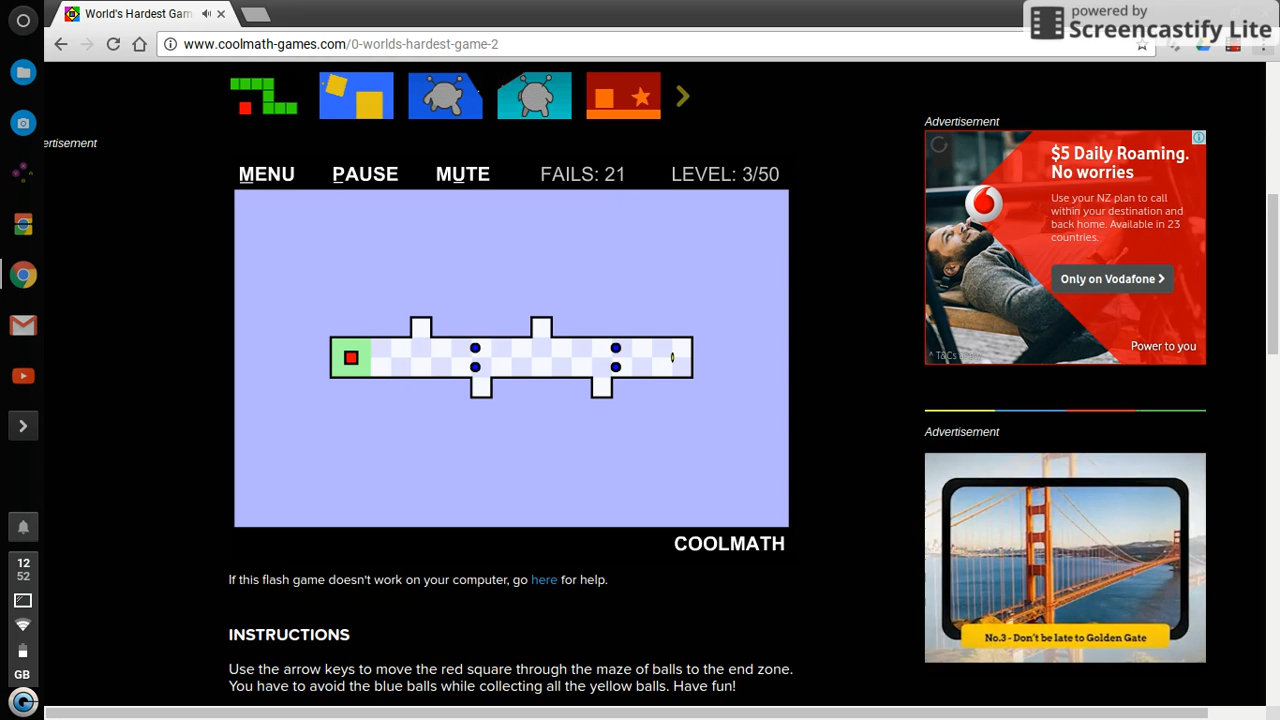 World's Hardest Gam
powered by
Screencastify Lite
www.coolmath-games.com/0-worlds-hardest-game-2
ertisement
MENU PAUSE MUTE FAILS: 21 LEVEL: 3/50
COOLMATH
If this flash game doesn't work on your computer, go here for help.
INSTRUCTIONS
Use the arrow keys to move the red square through the maze of balls to the end zone.
You have to avoid the blue balls while collecting all the yellow balls. Have fun!
Advertisement
$5 Daily Roaming.
No worries
Use your NZ plan to call
within your destination and
back home. Available in 23
countries.
Only on Vodafone
Power to you
Advertisement
No.3 - Don't be late to Golden Gate
12
52
GB